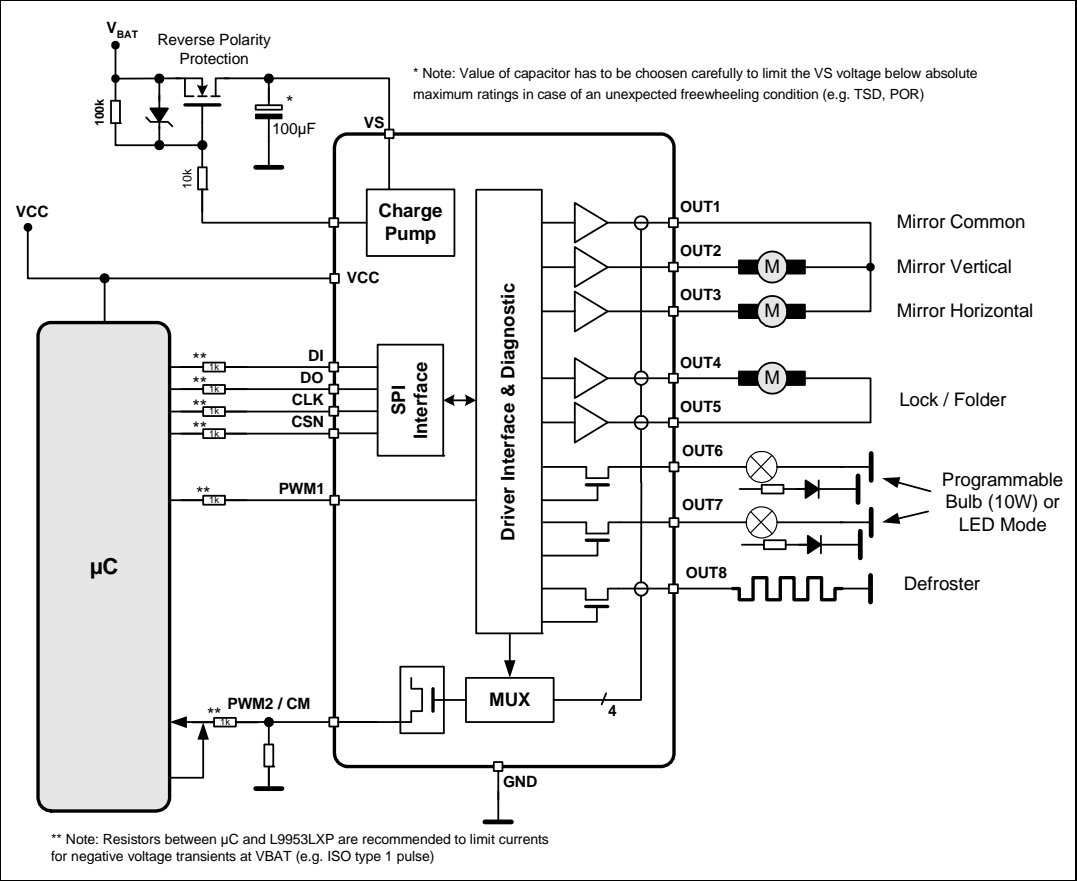 VBAT
Reverse Polarity
Protection
* Note: Value of capacitor has to be choosen carefully to limit the VS voltage below absolute
maximum ratings in case of an unexpected freewheeling condition (e.g. TSD, POR)
100k
*
100µF
VS
10k
VCC
Charge
Pump
VCC
OUT1
Mirror Common
OUT2
M
Mirror Vertical
OUT3
M
Mirror Horizontal
Driver Interface & Diagnostic
µC
** 1k DI
** 1k DO
** 1k CLK
** 1k CSN
SPI
Interface
OUT4
M
OUT5
Lock / Folder
** 1k PWM1
OUT6
OUT7
Programmable
Bulb (10W) or
LED Mode
OUT8
Defroster
MUX
4
** 1k PWM2 / CM
GND
** Note: Resistors between µC and L9953LXP are recommended to limit currents
for negative voltage transients at VBAT (e.g. ISO type 1 pulse)